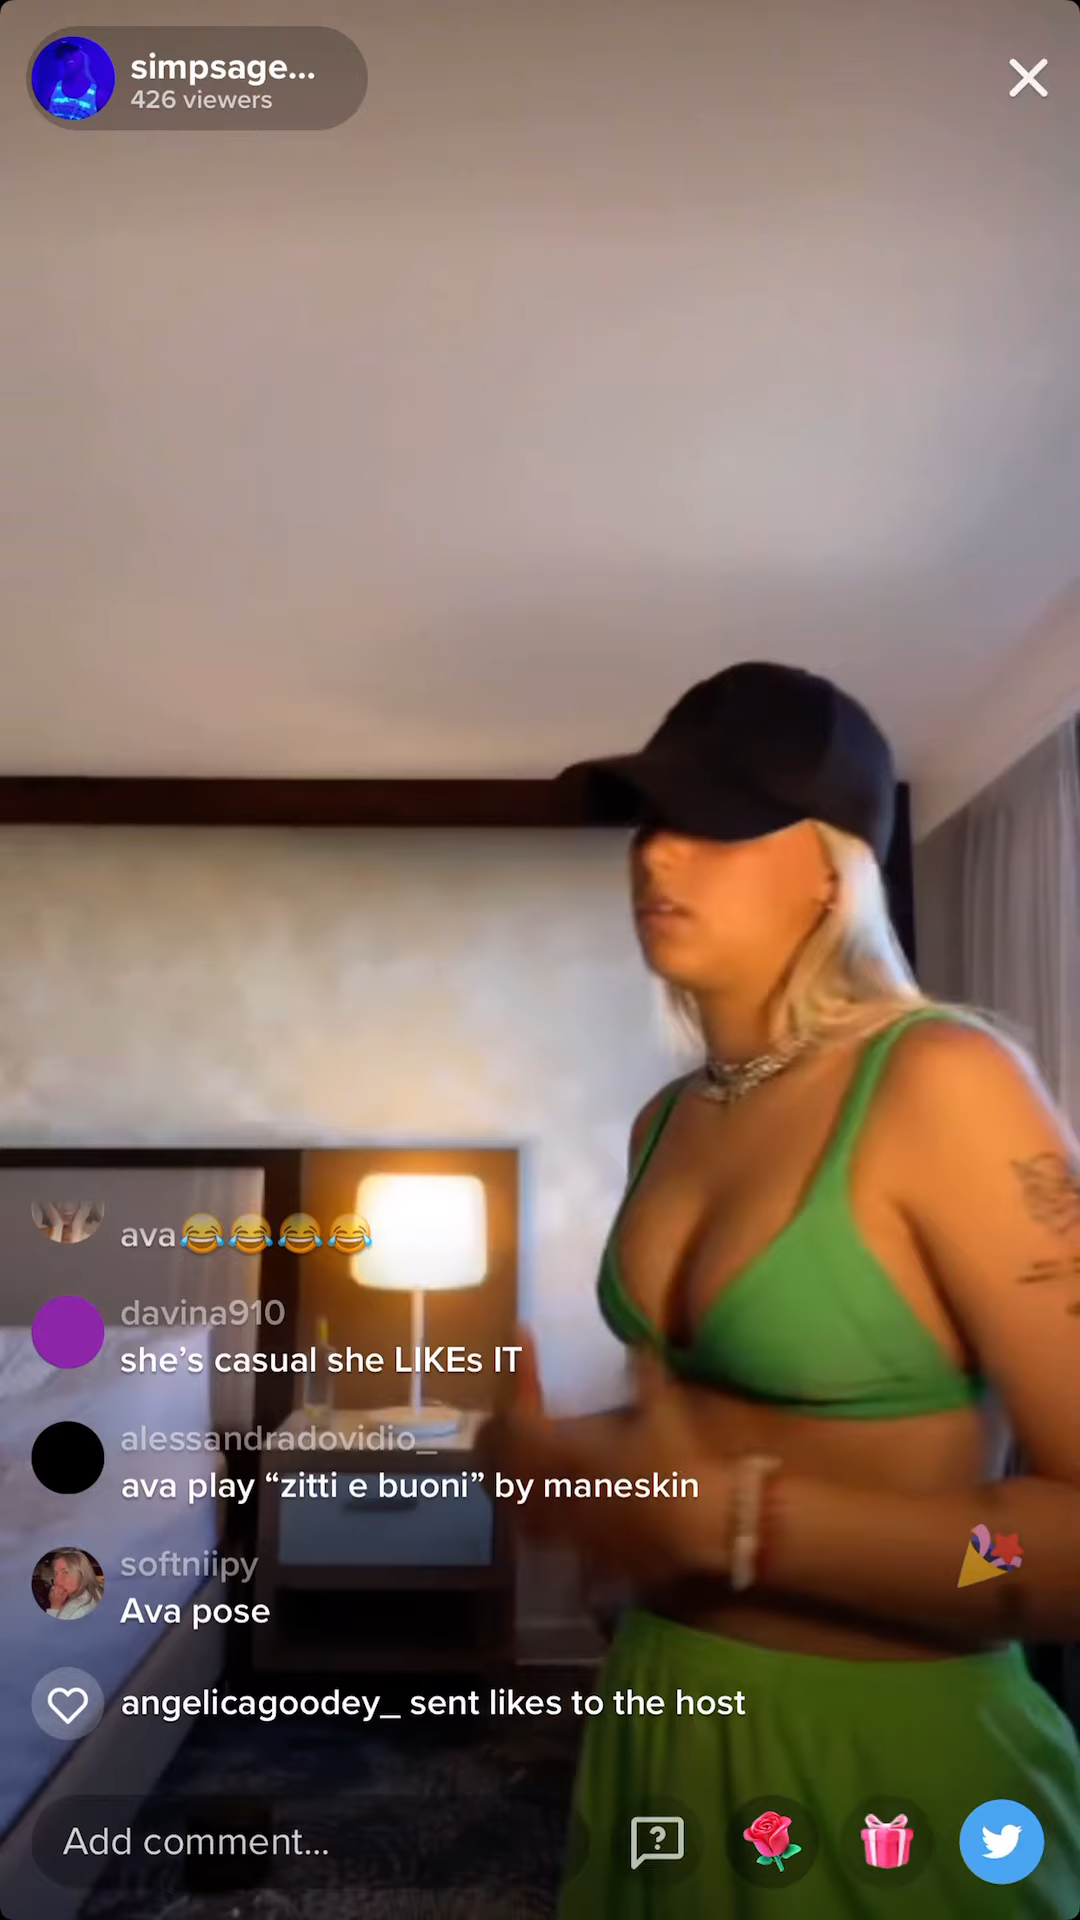 simpsage...
426 viewers
ava😂😂😂😂
davina910
she’s casual she LIKEs IT
alessandradovidio_
ava play “zitti e buoni” by maneskin
softniipy
Ava pose
angelicagoodey_ sent likes to the host
Add comment...
?